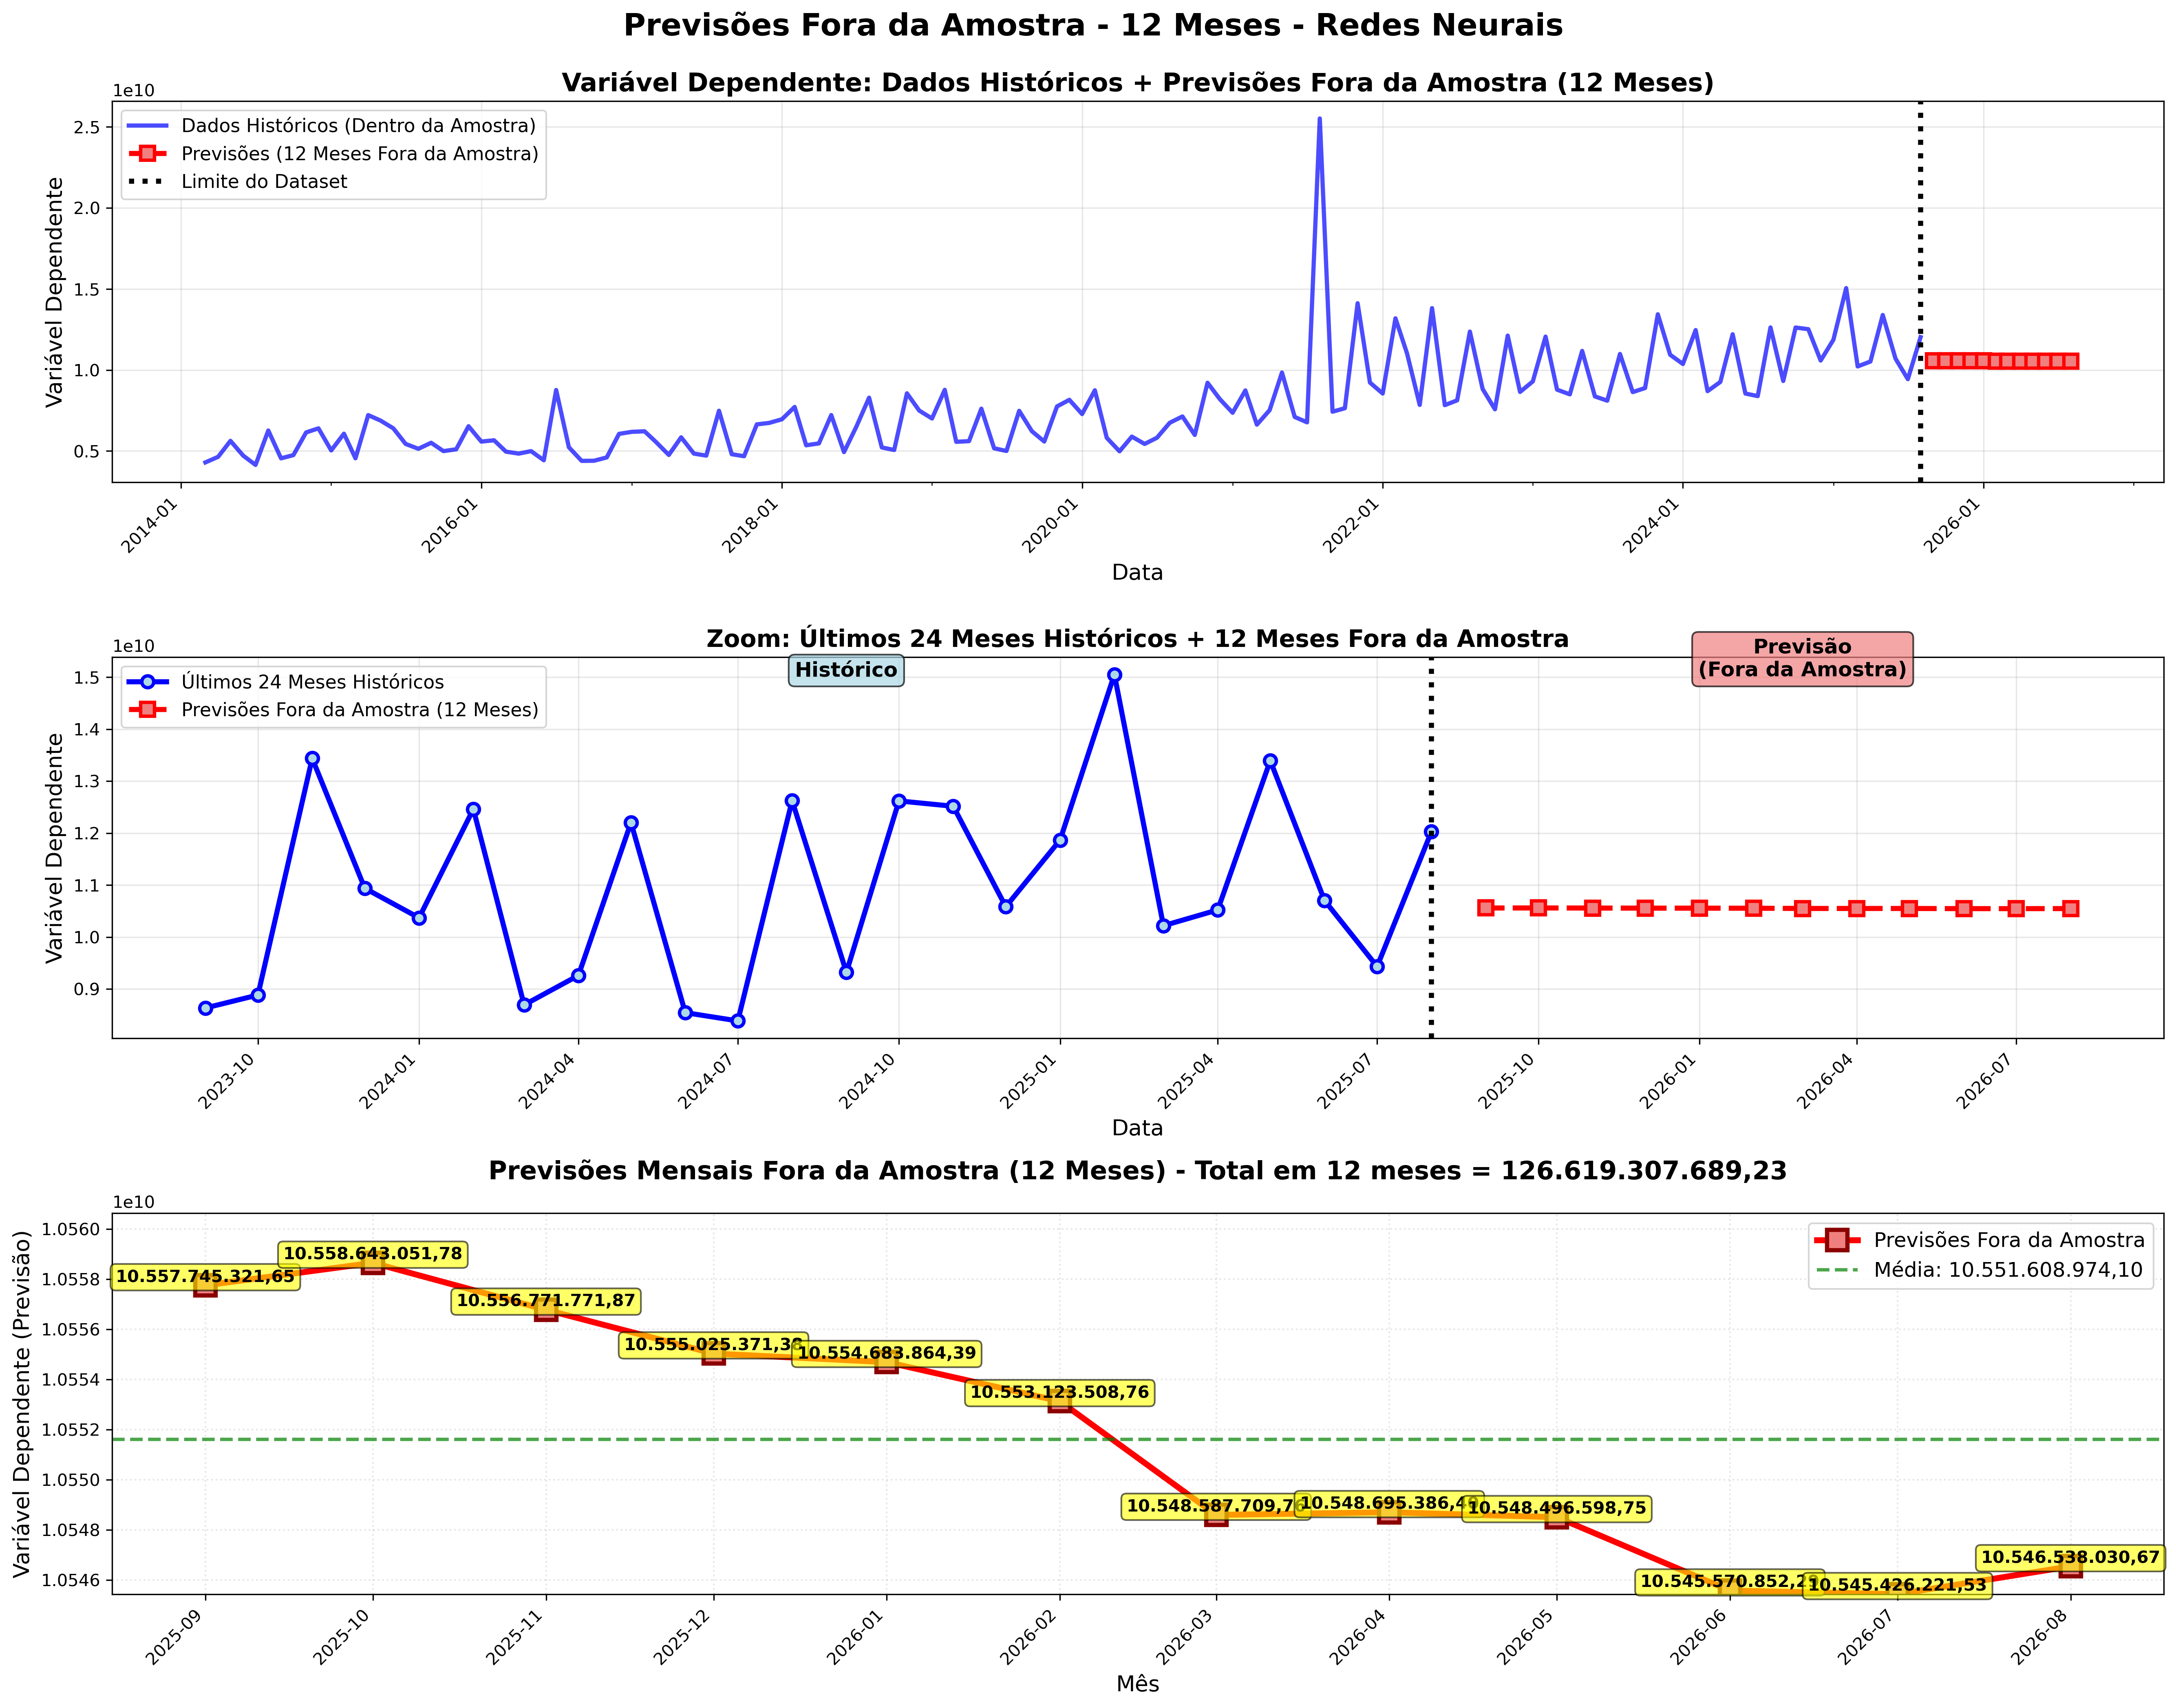 Previsões Fora da Amostra - 12 Meses - Redes Neurais
Variável Dependente: Dados Históricos + Previsões Fora da Amostra (12 Meses)
1e10
Dados Históricos (Dentro da Amostra)
Previsões (12 Meses Fora da Amostra)
Limite do Dataset
Variável Dependente
2.5
2.0
1.5
1.0
0.5
2014-01
2016-01
2018-01
2020-01
2022-01
2024-01
2026-01
Data
Zoom: Últimos 24 Meses Históricos + 12 Meses Fora da Amostra
1e10
Últimos 24 Meses Históricos
Previsões Fora da Amostra (12 Meses)
Histórico
Previsão
(Fora da Amostra)
Variável Dependente
1.5
1.4
1.3
1.2
1.1
1.0
0.9
2023-10
2024-01
2024-04
2024-07
2024-10
2025-01
2025-04
2025-07
2025-10
2026-01
2026-04
2026-07
Data
Previsões Mensais Fora da Amostra (12 Meses) - Total em 12 meses = 126.619.307.689,23
1e10
Previsões Fora da Amostra
Média: 10.551.608.974,10
Variável Dependente (Previsão)
1.0560
1.0558
1.0556
1.0554
1.0552
1.0550
1.0548
1.0546
10.557.745.321,65
10.558.643.051,78
10.556.771.771,87
10.554.683.864,39
10.553.123.508,76
10.548.496.598,75
10.545.426.221,53
10.546.538.030,67
2025-09
2025-10
2025-11
2025-12
2026-01
2026-02
2026-03
2026-04
2026-05
2026-06
2026-07
2026-08
Mês